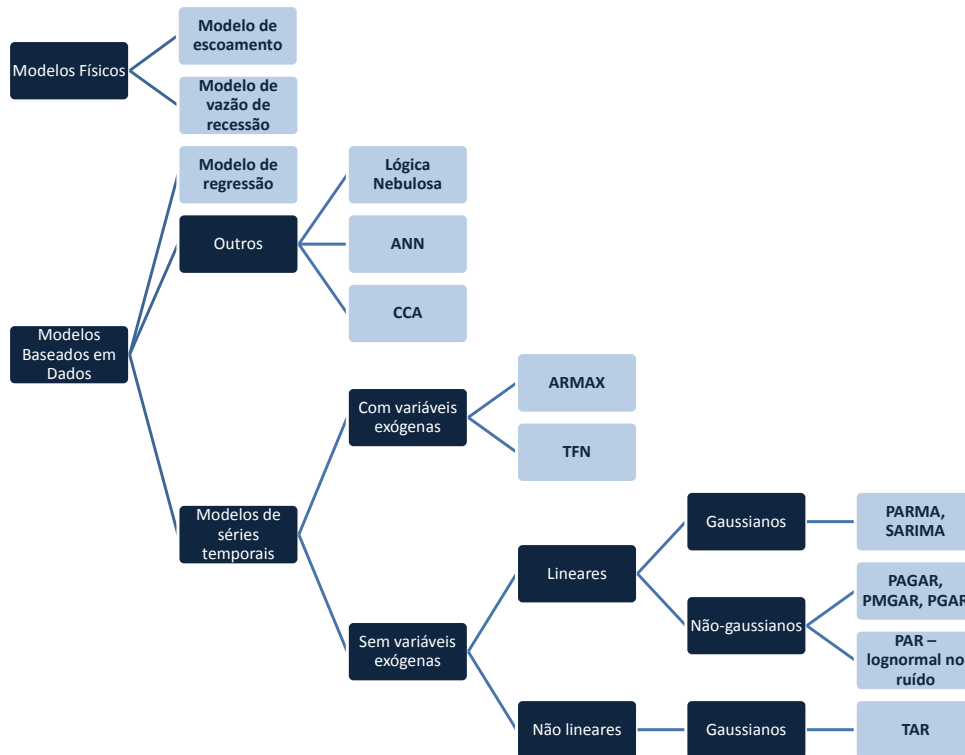 Modelos Físicos
Modelo de
escoamento
Modelo de
vazão de
recessão
Modelos
Baseados em
Dados
Modelo de
regressão
Outros
Lógica
Nebulosa
ANN
CCA
Modelos de
séries
temporais
Com variáveis
exógenas
ARMAX
TFN
Sem variáveis
exógenas
Lineares
Gaussianos
PARMA,
SARIMA
Não-gaussianos
PAGAR,
PMGAR, PGAR
PAR –
lognormal no
ruído
Não lineares
Gaussianos
TAR